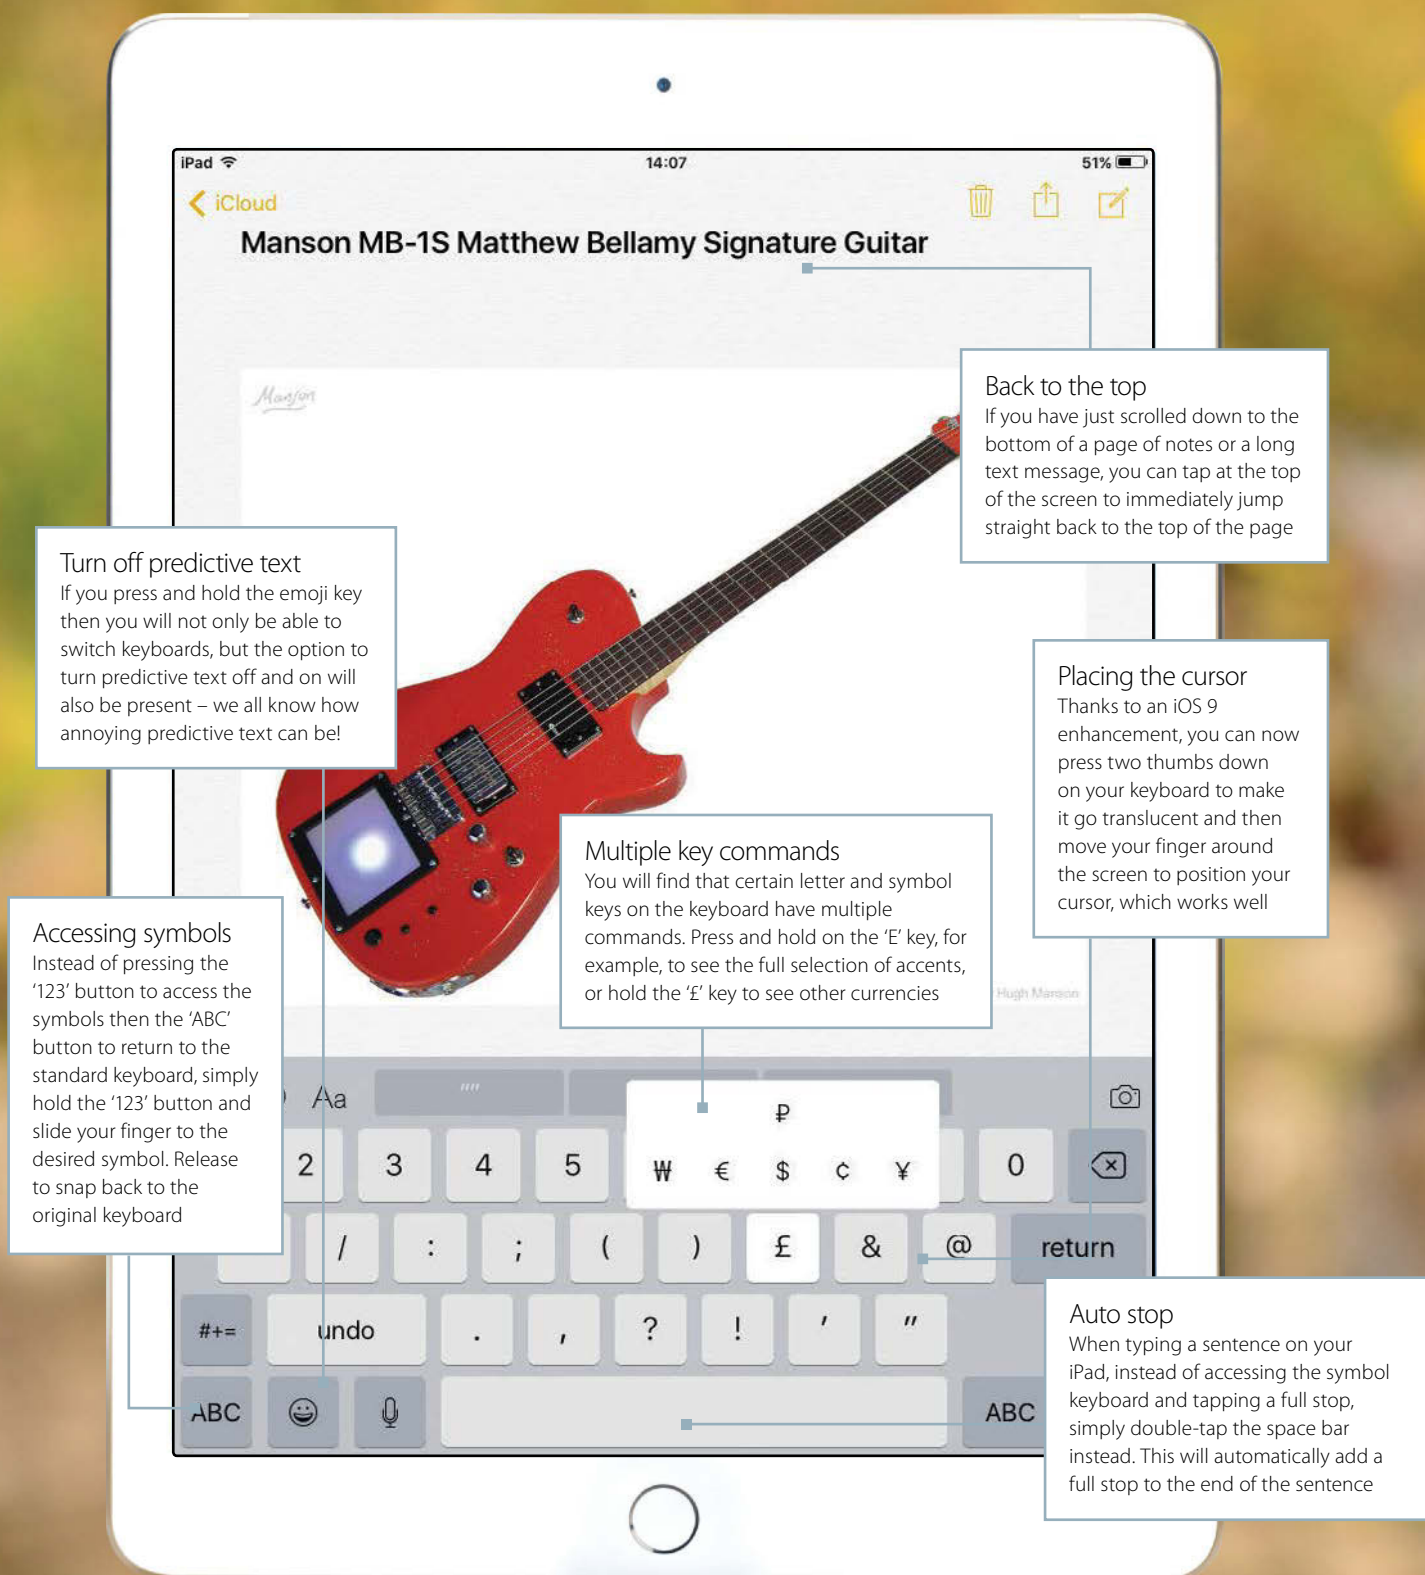 iPad 14:07 51%
iCloud
Manson MB-1S Matthew Bellamy Signature Guitar
Manson
Back to the top
If you have just scrolled down to the
bottom of a page of notes or a long
text message, you can tap at the top
of the screen to immediately jump
straight back to the top of the page
Turn off predictive text
If you press and hold the emoji key
then you will not only be able to
switch keyboards, but the option to
turn predictive text off and on will
also be present – we all know how
annoying predictive text can be!
Placing the cursor
Thanks to an iOS 9
enhancement, you can now
press two thumbs down
on your keyboard to make
it go translucent and then
move your finger around
the screen to position your
cursor, which works well
Multiple key commands
You will find that certain letter and symbol
keys on the keyboard have multiple
commands. Press and hold on the ‘E’ key, for
example, to see the full selection of accents,
or hold the ‘£’ key to see other currencies
Accessing symbols
Instead of pressing the
‘123’ button to access the
symbols then the ‘ABC’
button to return to the
standard keyboard, simply
hold the ‘123’ button and
slide your finger to the
desired symbol. Release
to snap back to the
original keyboard
Hugh Manson
Aa ""
₽
₩ € $ ¢ ¥
2 3 4 5 0
/ : ; ( ) £ & @ return
#+= undo . , ? ! ' "
ABC ABC
Auto stop
When typing a sentence on your
iPad, instead of accessing the symbol
keyboard and tapping a full stop,
simply double-tap the space bar
instead. This will automatically add a
full stop to the end of the sentence